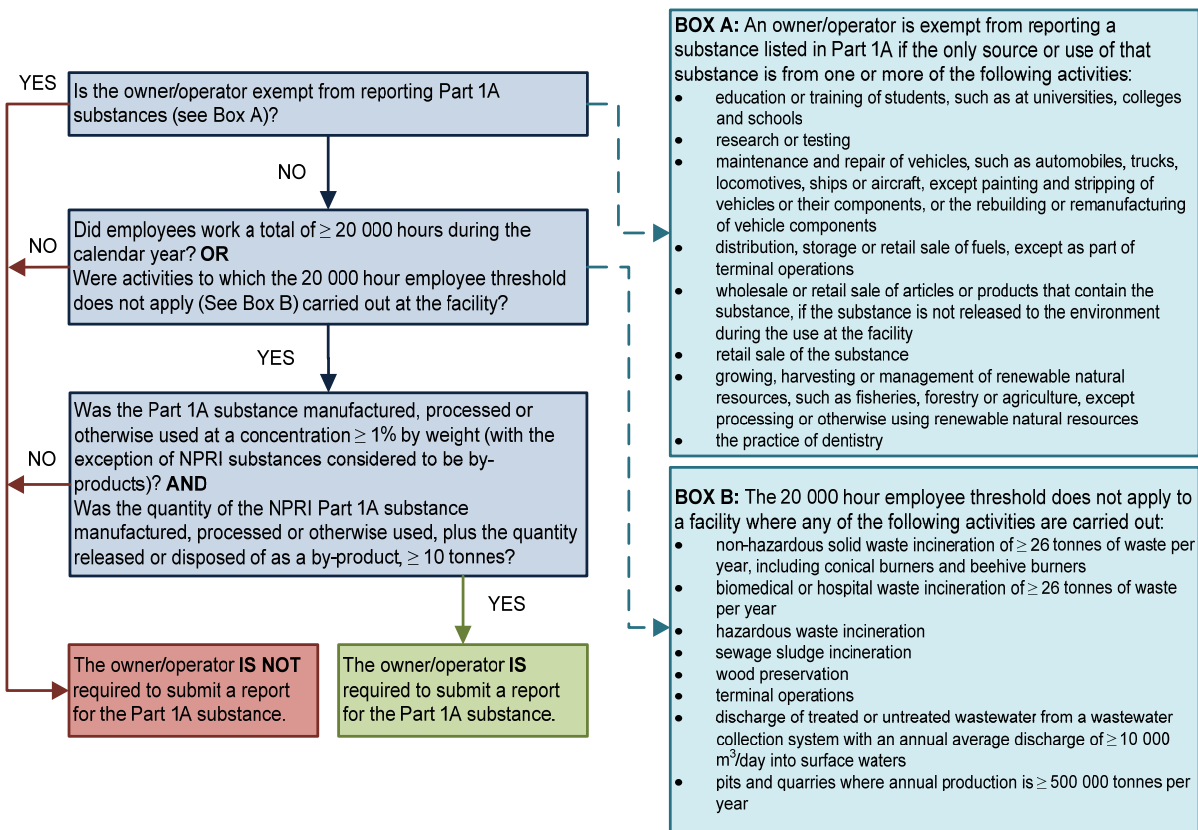 YES
Is the owner/operator exempt from reporting Part 1A
substances (see Box A)?
NO
NO
Did employees work a total of ≥ 20 000 hours during the
calendar year? OR
Were activities to which the 20 000 hour employee threshold
does not apply (See Box B) carried out at the facility?
YES
NO
Was the Part 1A substance manufactured, processed or
otherwise used at a concentration ≥ 1% by weight (with the
exception of NPRI substances considered to be by-
products)? AND
Was the quantity of the NPRI Part 1A substance
manufactured, processed or otherwise used, plus the quantity
released or disposed of as a by-product, ≥ 10 tonnes?
YES
The owner/operator IS NOT
required to submit a report
for the Part 1A substance.
The owner/operator IS
required to submit a report
for the Part 1A substance.
BOX A: An owner/operator is exempt from reporting a
substance listed in Part 1A if the only source or use of that
substance is from one or more of the following activities:
• education or training of students, such as at universities, colleges
and schools
• research or testing
• maintenance and repair of vehicles, such as automobiles, trucks,
locomotives, ships or aircraft, except painting and stripping of
vehicles or their components, or the rebuilding or remanufacturing
of vehicle components
• distribution, storage or retail sale of fuels, except as part of
terminal operations
• wholesale or retail sale of articles or products that contain the
substance, if the substance is not released to the environment
during the use at the facility
• retail sale of the substance
• growing, harvesting or management of renewable natural
resources, such as fisheries, forestry or agriculture, except
processing or otherwise using renewable natural resources
• the practice of dentistry
BOX B: The 20 000 hour employee threshold does not apply to
a facility where any of the following activities are carried out:
• non-hazardous solid waste incineration of ≥ 26 tonnes of waste per
year, including conical burners and beehive burners
• biomedical or hospital waste incineration of ≥ 26 tonnes of waste
per year
• hazardous waste incineration
• sewage sludge incineration
• wood preservation
• terminal operations
• discharge of treated or untreated wastewater from a wastewater
collection system with an annual average discharge of ≥ 10 000
m³/day into surface waters
• pits and quarries where annual production is ≥ 500 000 tonnes per
year